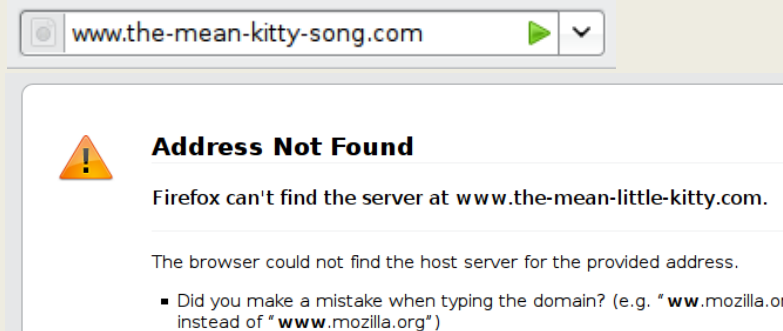 www.the-mean-kitty-song.com
Address Not Found
Firefox can't find the server at www.the-mean-little-kitty.com.
The browser could not find the host server for the provided address.
▪ Did you make a mistake when typing the domain? (e.g. "ww.mozilla.or
instead of "www.mozilla.org")